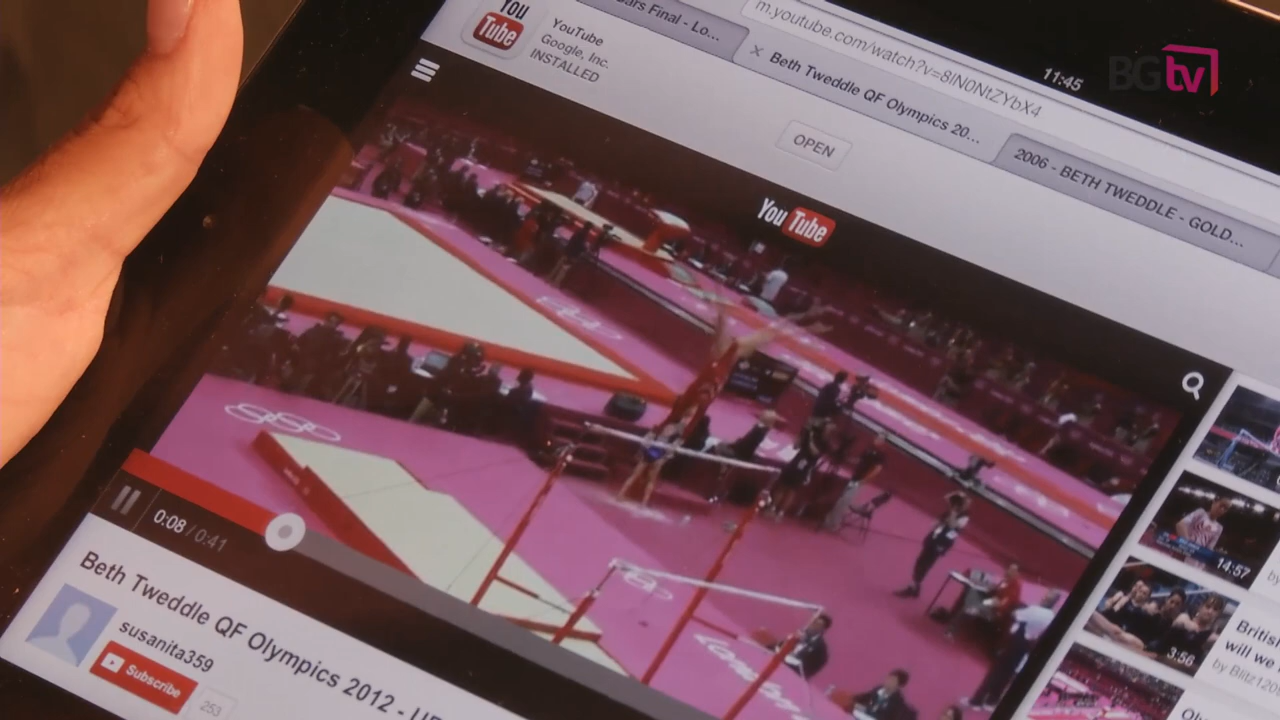 Bars Final - Lo...
m.youtube.com/watch?v=8lN0NtZYbX4
11:45
BGtv
You
Tube
YouTube
Google, Inc.
INSTALLED
Beth Tweddle QF Olympics 20...
2006 - BETH TWEDDLE - GOLD...
OPEN
YouTube
0:08 / 0:41
14:57
3:56
Beth Tweddle QF Olympics 2012 -
susanita359
Subscribe
253
British
will we
by Blitz120